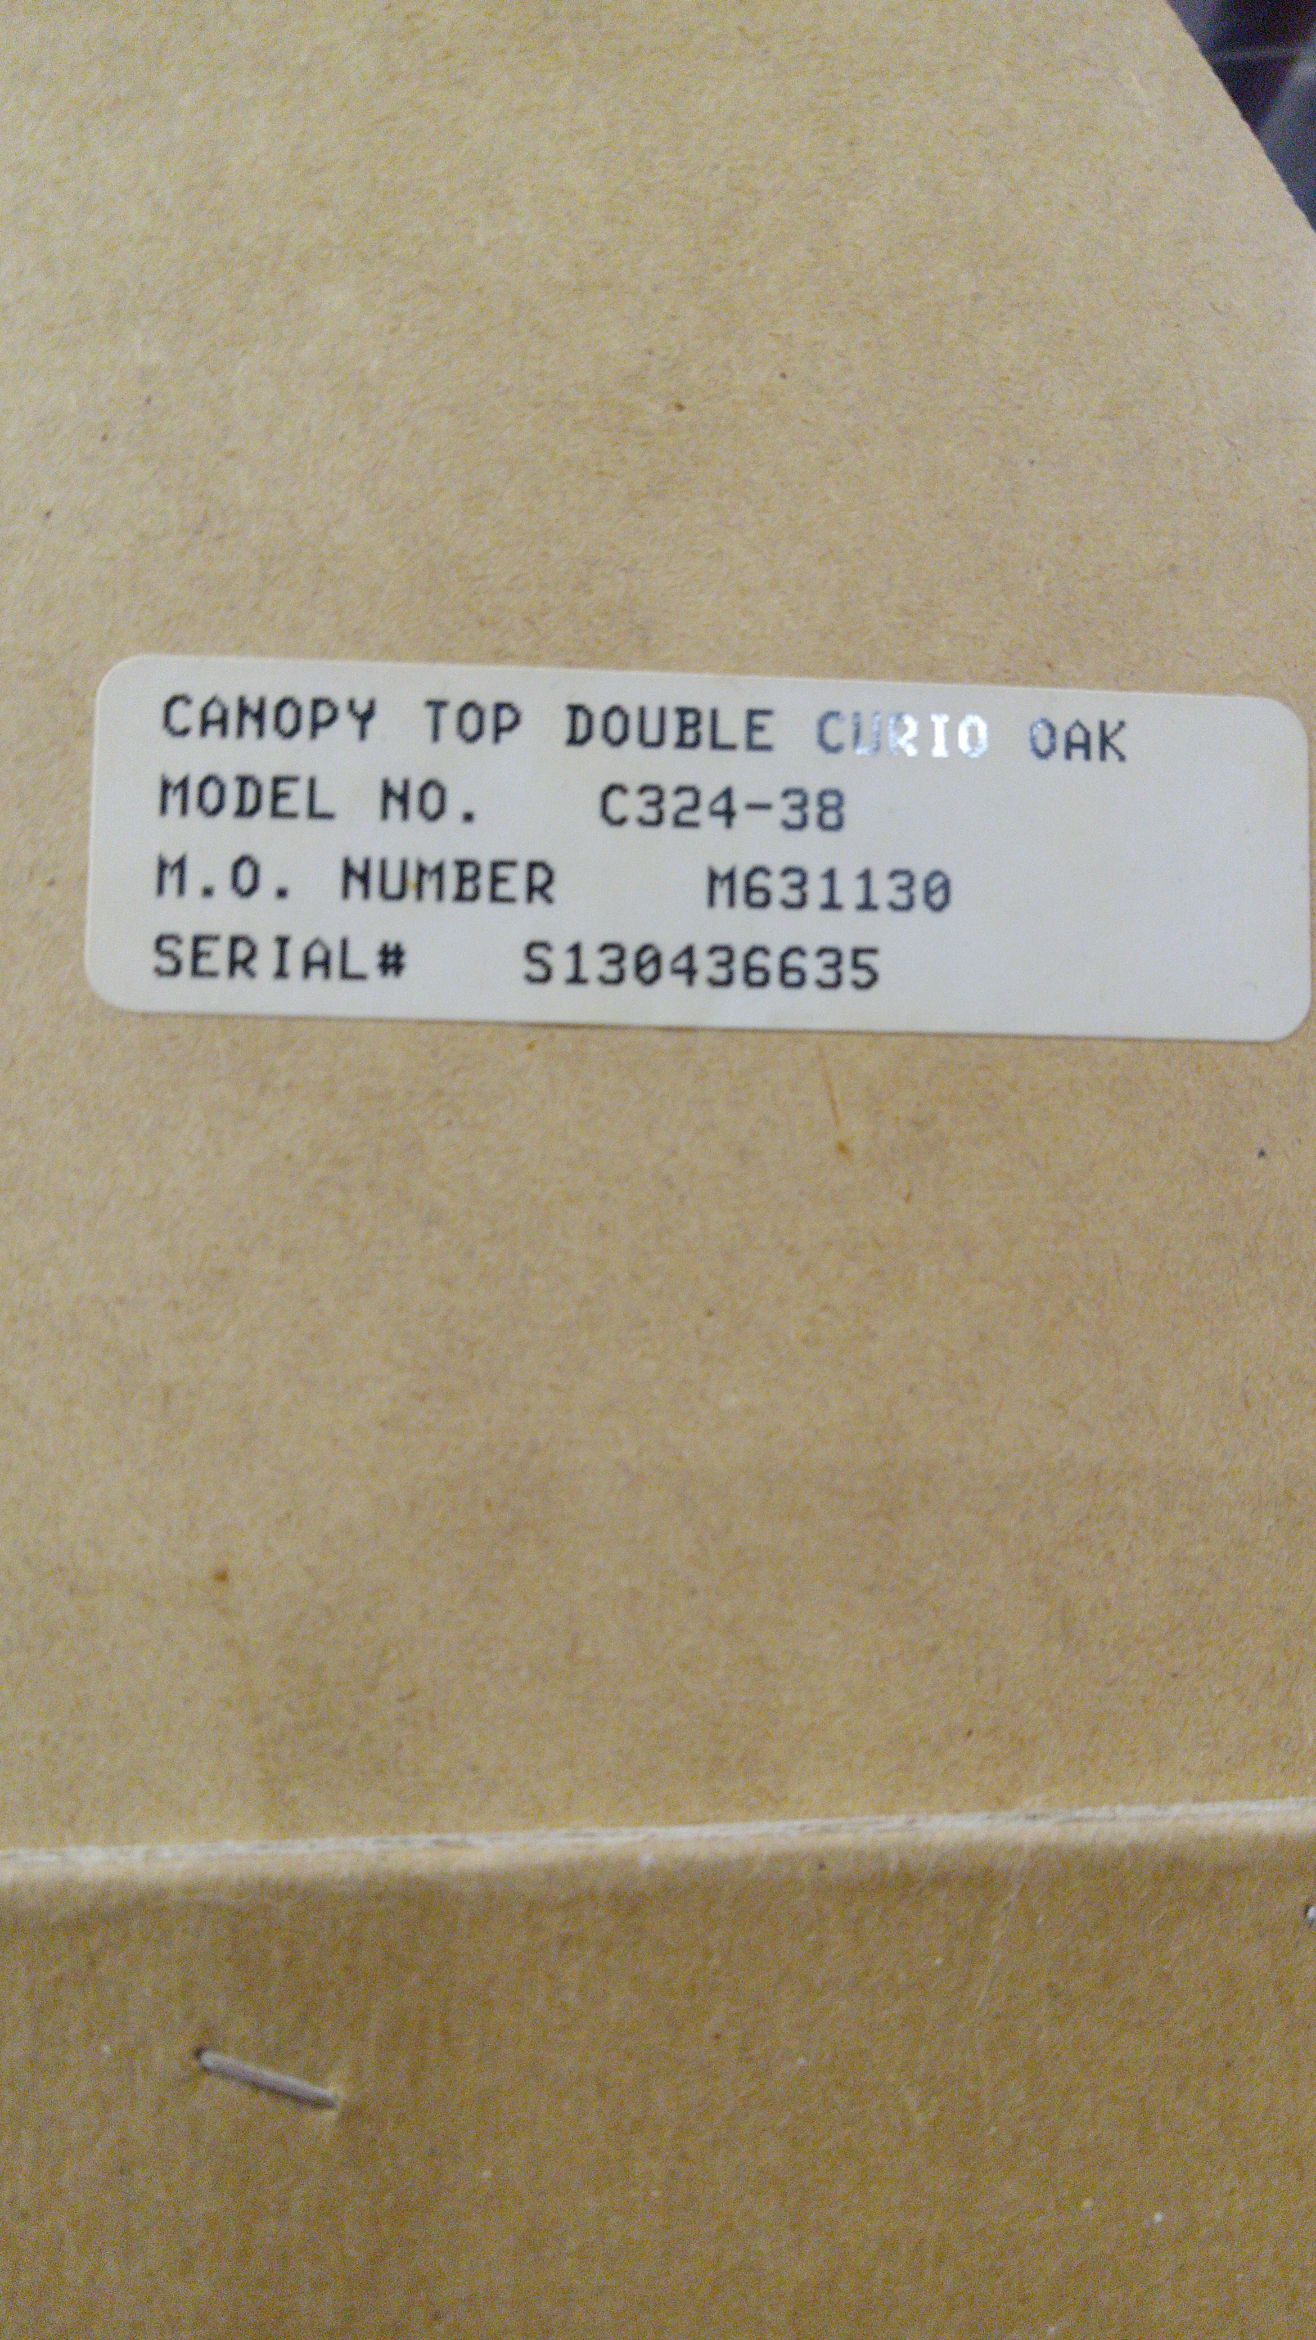 CANOPY TOP DOUBLE CURIO OAK
MODEL NO. C324-38
M.O. NUMBER M631130
SERIAL# S130436635